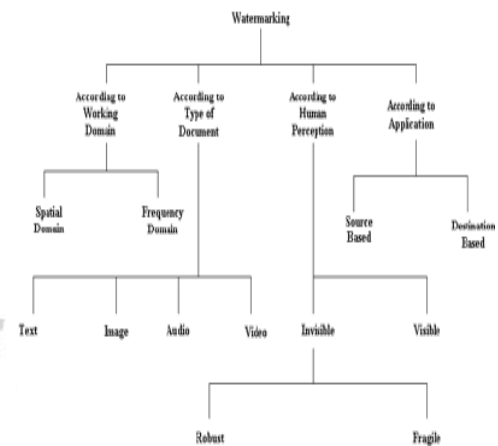 Watermarking
According to
Working
Domain
According to
Type of
Document
According to
Human
Perception
According to
Application
Spatial
Domain
Frequency
Domain
Source
Based
Destination
Based
Text
Image
Audio
Video
Invisible
Visible
Robust
Fragile